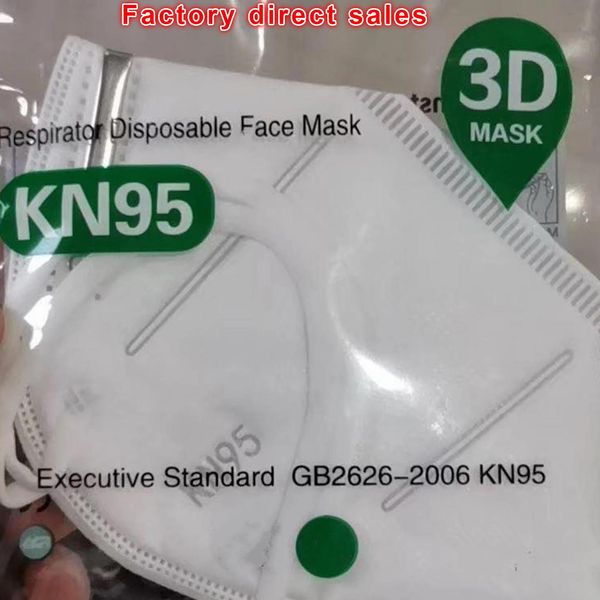 Factory direct sales
3D
MASK
Respirator Disposable Face Mask
KN95
KN95
Executive Standard GB2626-2006 KN95